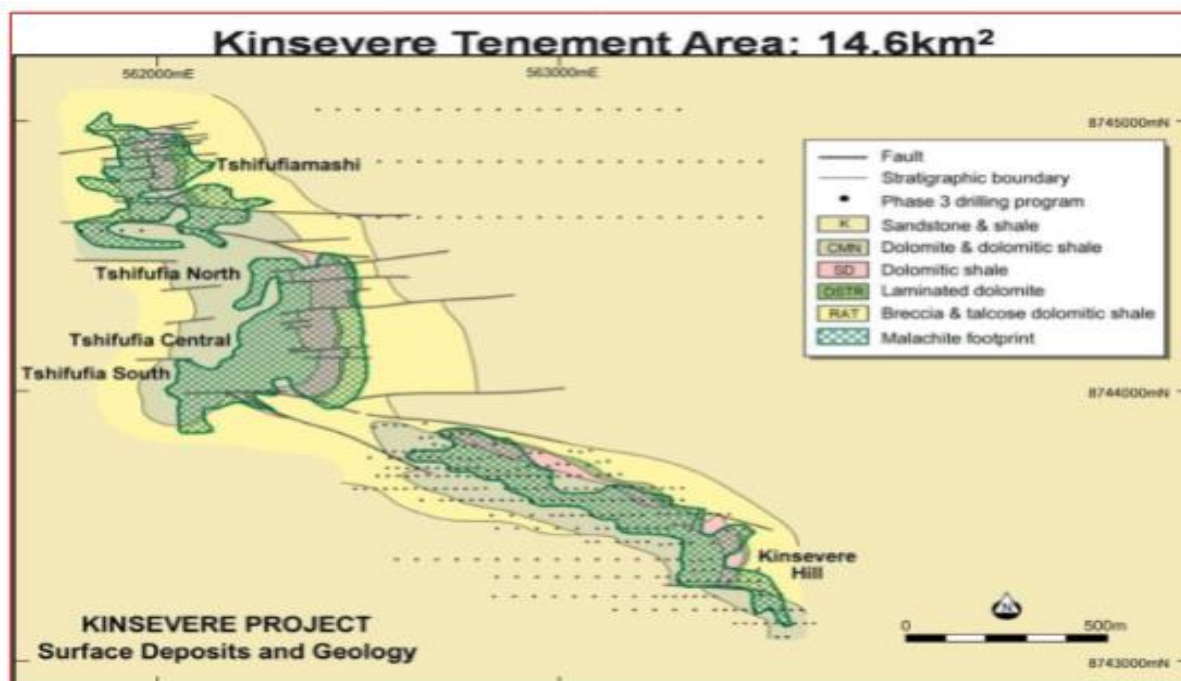 Kinsevere Tenement Area: 14.6km²
562000mE
563000mE
8745000mN
Tshifufiamashi
Fault
Stratigraphic boundary
Phase 3 drilling program
K Sandstone & shale
CMN Dolomite & dolomitic shale
SD Dolomitic shale
DSTR Laminated dolomite
RAT Breccia & talcose dolomitic shale
Malachite footprint
Tshifufia North
Tshifufia Central
Tshifufia South
8744000mN
Kinsevere
Hill
N
KINSEVERE PROJECT
Surface Deposits and Geology
0 500m
8743000mN